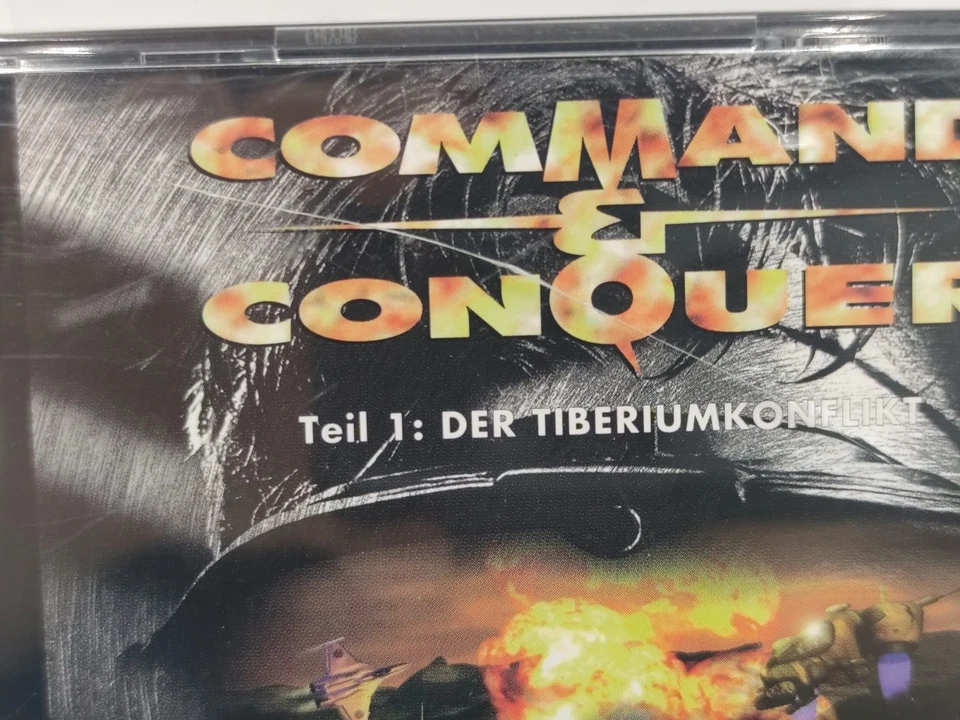 COMMAND
&
CONQUER
Teil 1: DER TIBERIUMKONFLIKT